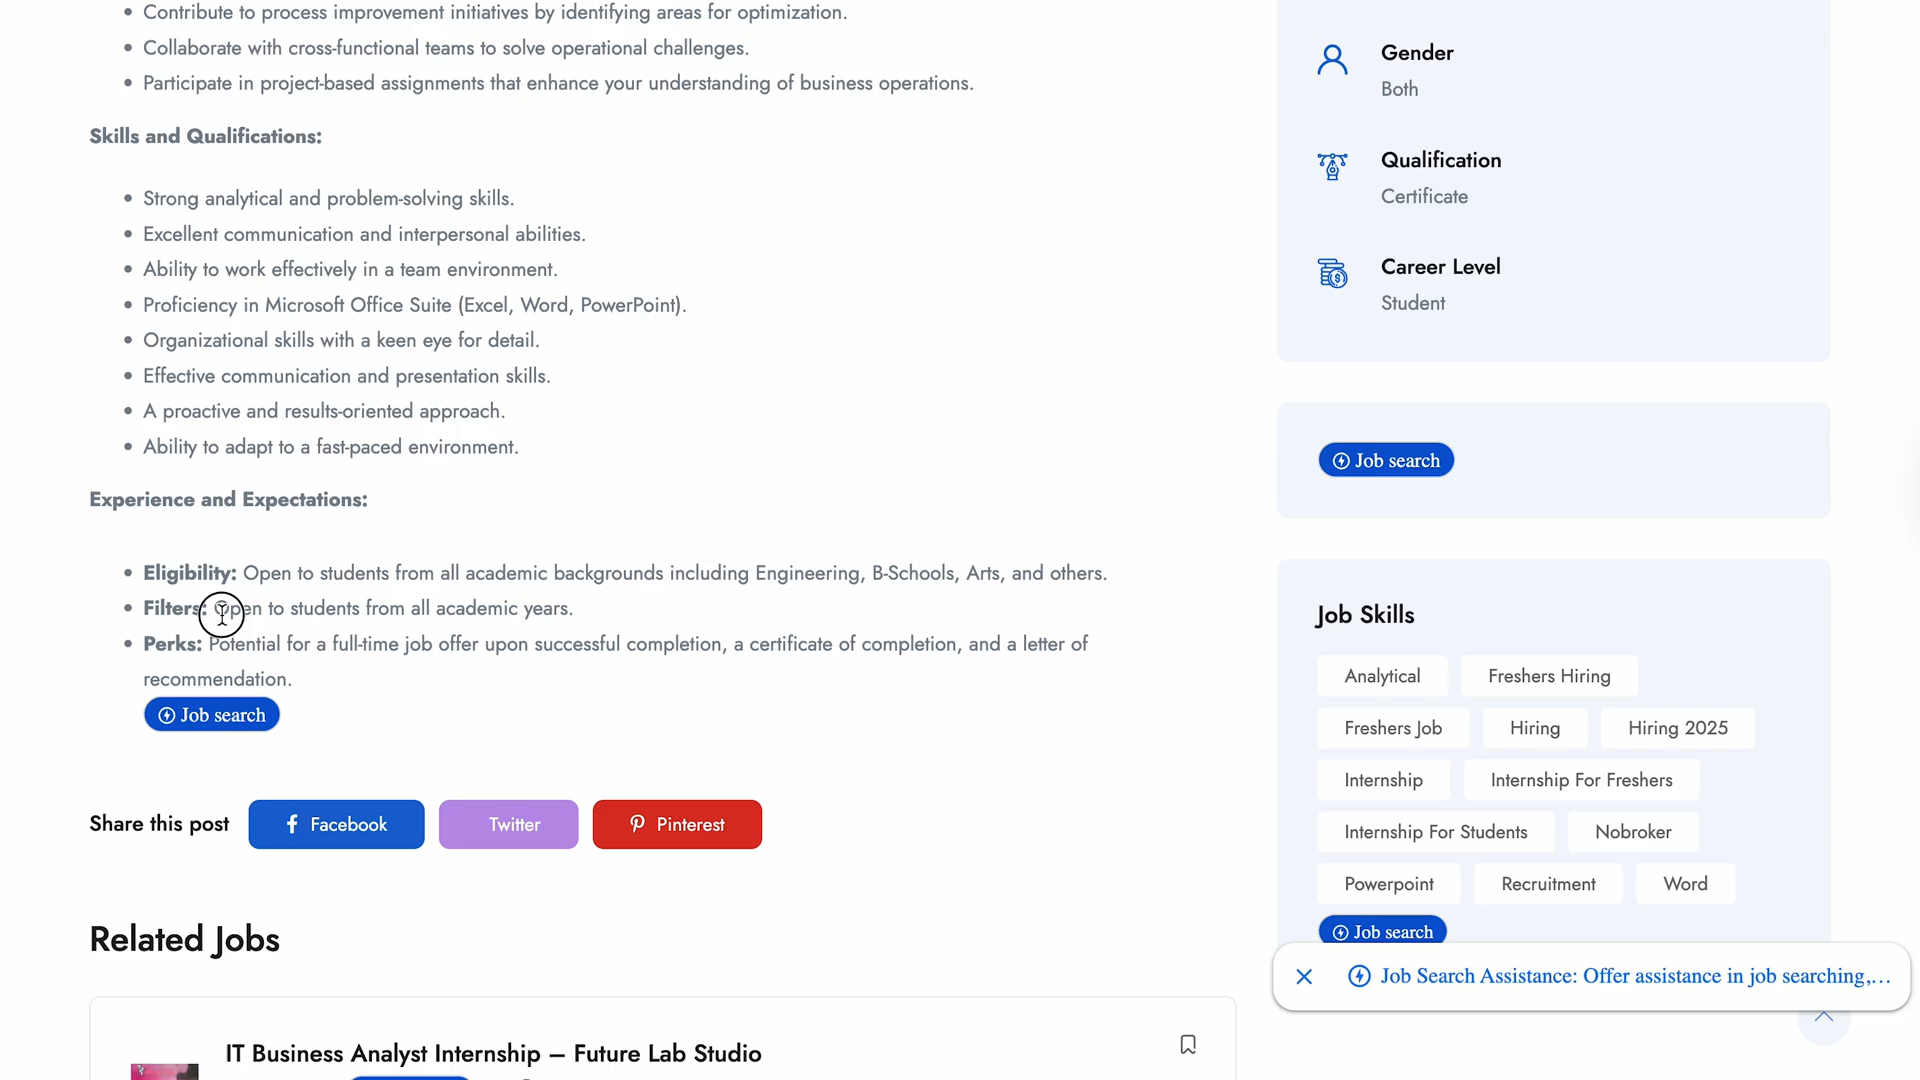 Contribute to process improvement initiatives by identifying areas for optimization.
Collaborate with cross-functional teams to solve operational challenges.
Participate in project-based assignments that enhance your understanding of business operations.
Skills and Qualifications:
Strong analytical and problem-solving skills.
Excellent communication and interpersonal abilities.
Ability to work effectively in a team environment.
Proficiency in Microsoft Office Suite (Excel, Word, PowerPoint).
Organizational skills with a keen eye for detail.
Effective communication and presentation skills.
A proactive and results-oriented approach.
Ability to adapt to a fast-paced environment.
Experience and Expectations:
Eligibility: Open to students from all academic backgrounds including Engineering, B-Schools, Arts, and others.
Filters: Open to students from all academic years.
Perks: Potential for a full-time job offer upon successful completion, a certificate of completion, and a letter of
recommendation.
Job search
Share this post
Facebook
Twitter
Pinterest
Related Jobs
IT Business Analyst Internship – Future Lab Studio
Gender
Both
Qualification
Certificate
Career Level
Student
Job search
Job Skills
Analytical
Freshers Hiring
Freshers Job
Hiring
Hiring 2025
Internship
Internship For Freshers
Internship For Students
Nobroker
Powerpoint
Recruitment
Word
Job search
Job Search Assistance: Offer assistance in job searching,…